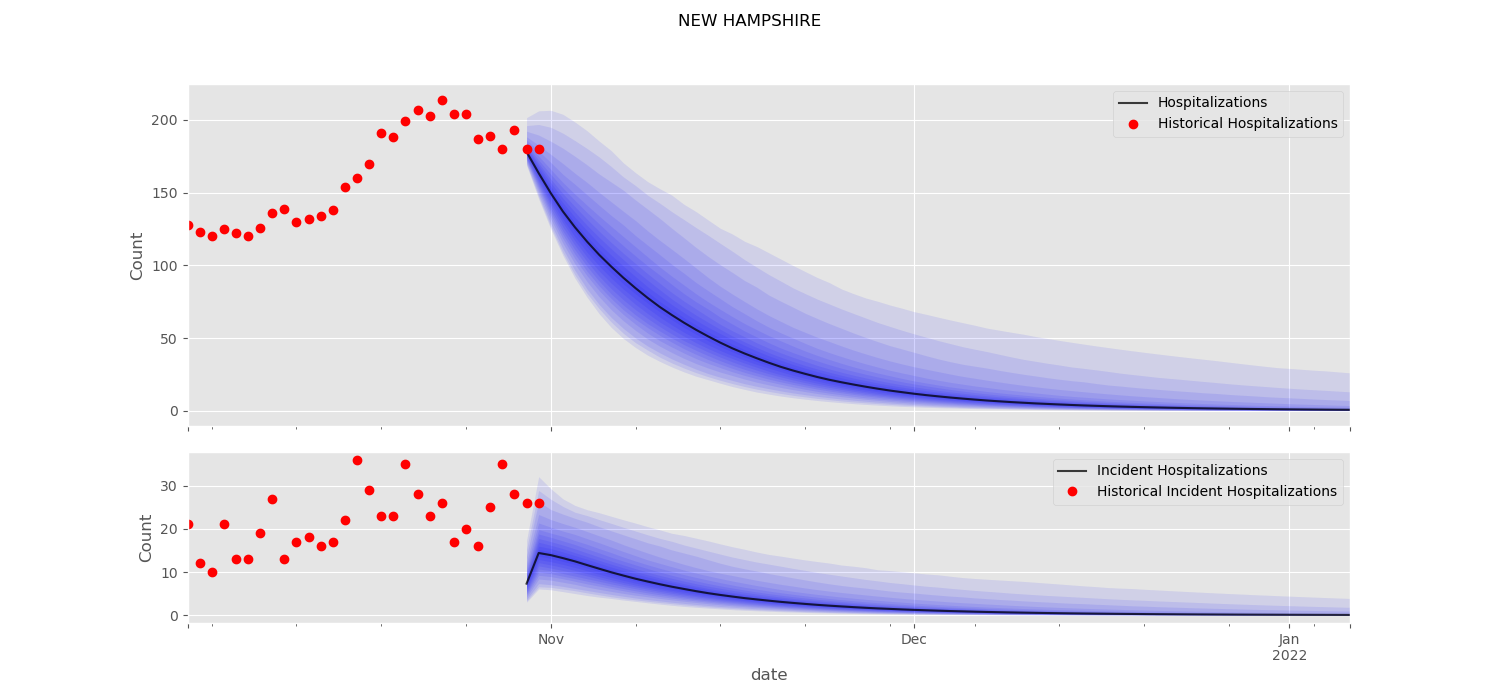 NEW HAMPSHIRE
Hospitalizations
Historical Hospitalizations
200
150
100
50
0
Count
Incident Hospitalizations
Historical Incident Hospitalizations
30
20
10
0
Count
Nov
Dec
Jan
2022
date